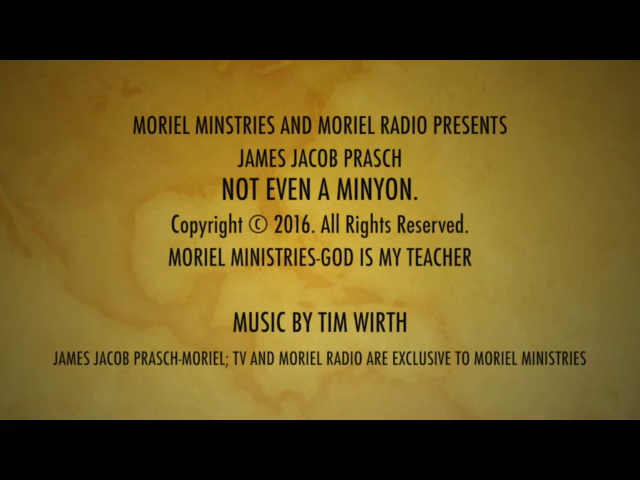 MORIEL MINSTRIES AND MORIEL RADIO PRESENTS
JAMES JACOB PRASCH
NOT EVEN A MINYON.
Copyright © 2016. All Rights Reserved.
MORIEL MINISTRIES-GOD IS MY TEACHER
MUSIC BY TIM WIRTH
JAMES JACOB PRASCH-MORIEL; TV AND MORIEL RADIO ARE EXCLUSIVE TO MORIEL MINISTRIES